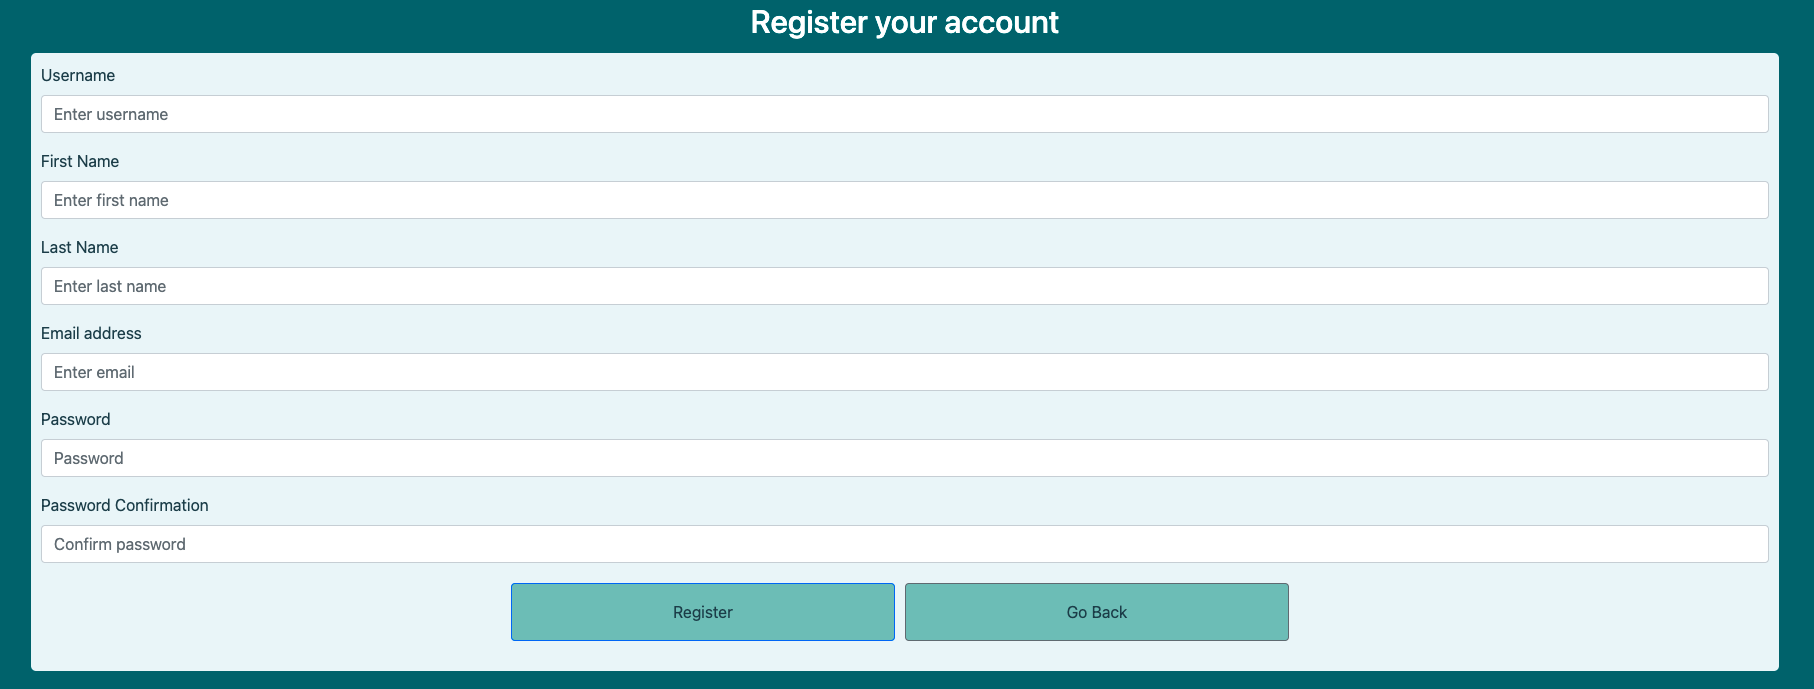 Register your account
Username
Enter username
First Name
Enter first name
Last Name
Enter last name
Email address
Enter email
Password
Password
Password Confirmation
Confirm password
Register
Go Back